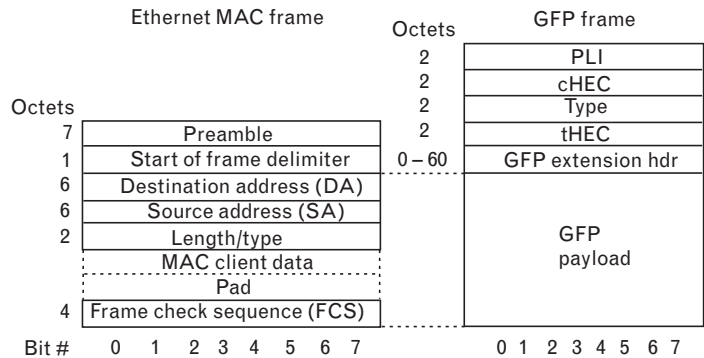 Ethernet MAC frame
Octets
GFP frame
2 PLI
2 cHEC
2 Type
2 tHEC
0 – 60 GFP extension hdr
GFP
payload
Octets
7 Preamble
1 Start of frame delimiter
6 Destination address (DA)
6 Source address (SA)
2 Length/type
MAC client data
Pad
4 Frame check sequence (FCS)
Bit # 0 1 2 3 4 5 6 7
0 1 2 3 4 5 6 7